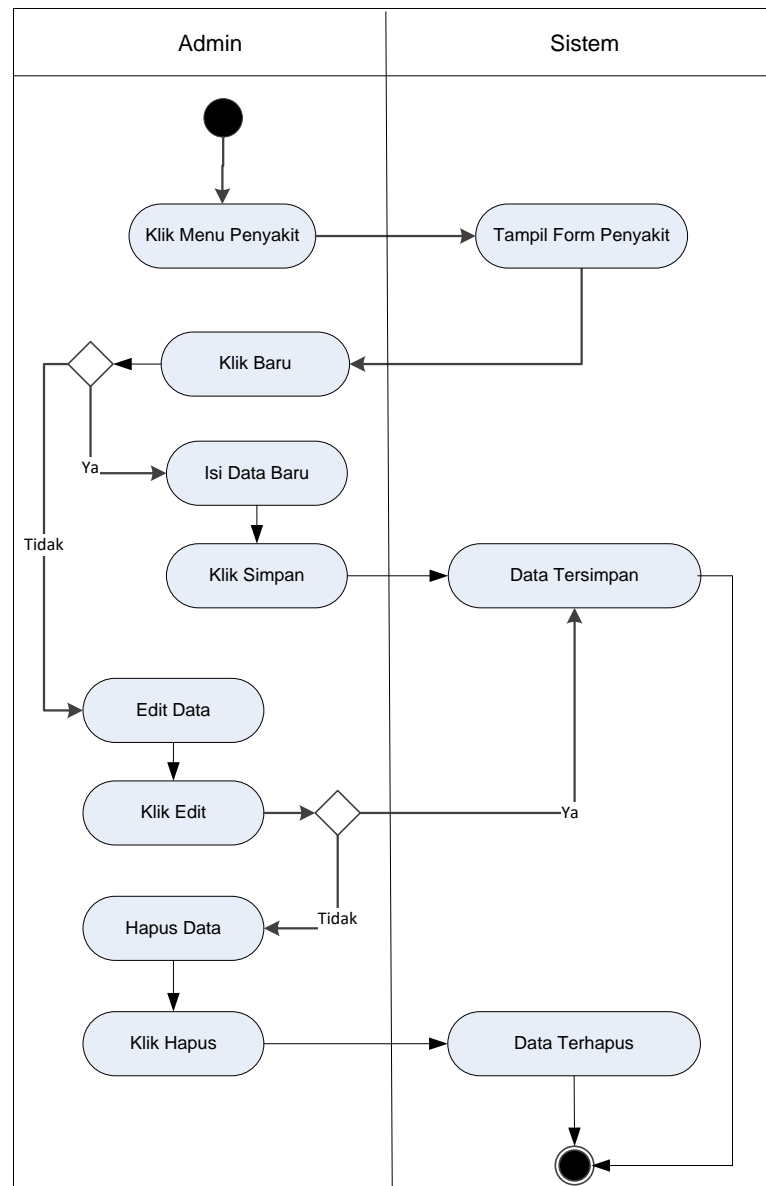 Admin
Sistem
Klik Menu Penyakit
Tampil Form Penyakit
Klik Baru
Ya
Isi Data Baru
Tidak
Klik Simpan
Data Tersimpan
Edit Data
Klik Edit
Ya
Tidak
Hapus Data
Klik Hapus
Data Terhapus